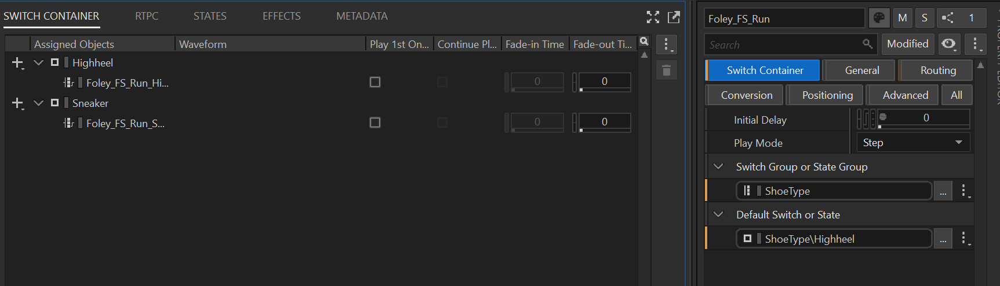 SWITCH CONTAINER RTPC STATES EFFECTS METADATA
Assigned Objects Waveform Play 1st On... Continue Pl... Fade-in Time Fade-out Ti...
Highheel
Foley_FS_Run_Hi... 0 0
Sneaker
Foley_FS_Run_S... 0 0
Foley_FS_Run M S 1
Search Modified
Switch Container General Routing
Conversion Positioning Advanced All
Initial Delay 0
Play Mode Step
Switch Group or State Group
ShoeType ...
Default Switch or State
ShoeType\Highheel ...